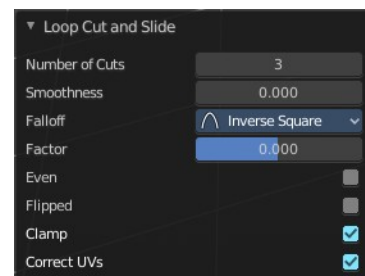 Loop Cut and Slide
Number of Cuts 3
Smoothness 0.000
Falloff Inverse Square
Factor 0.000
Even
Flipped
Clamp
Correct UVs